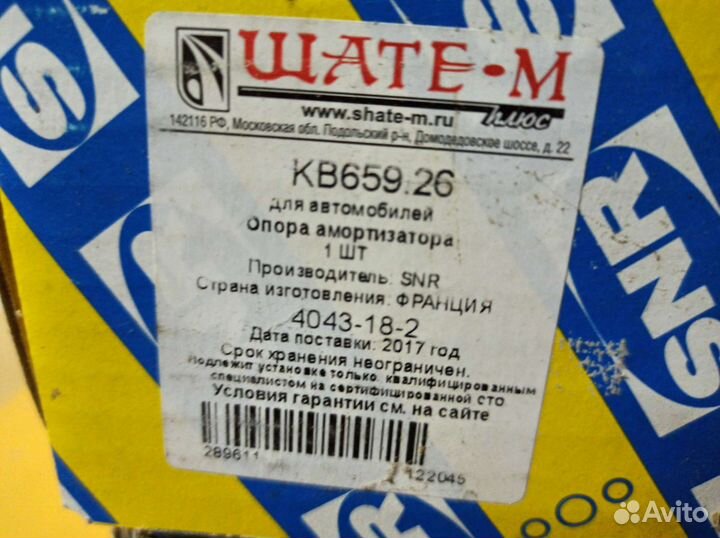 SNR
ШАТЕ-М
плюс
www.shate-m.ru
142116 РФ, Московская обл. Подольский р-н, Домодедовское шоссе, д. 22
KB659.26
для автомобилей
Опора амортизатора
1 ШТ
Производитель: SNR
Страна изготовления: ФРАНЦИЯ
4043-18-2
Дата поставки: 2017 год
Срок хранения неограничен.
Подлежит установке только квалифицированным
специалистом на сертифицированной СТО
Условия гарантии см. на сайте
289611
122045
SNR
Avito